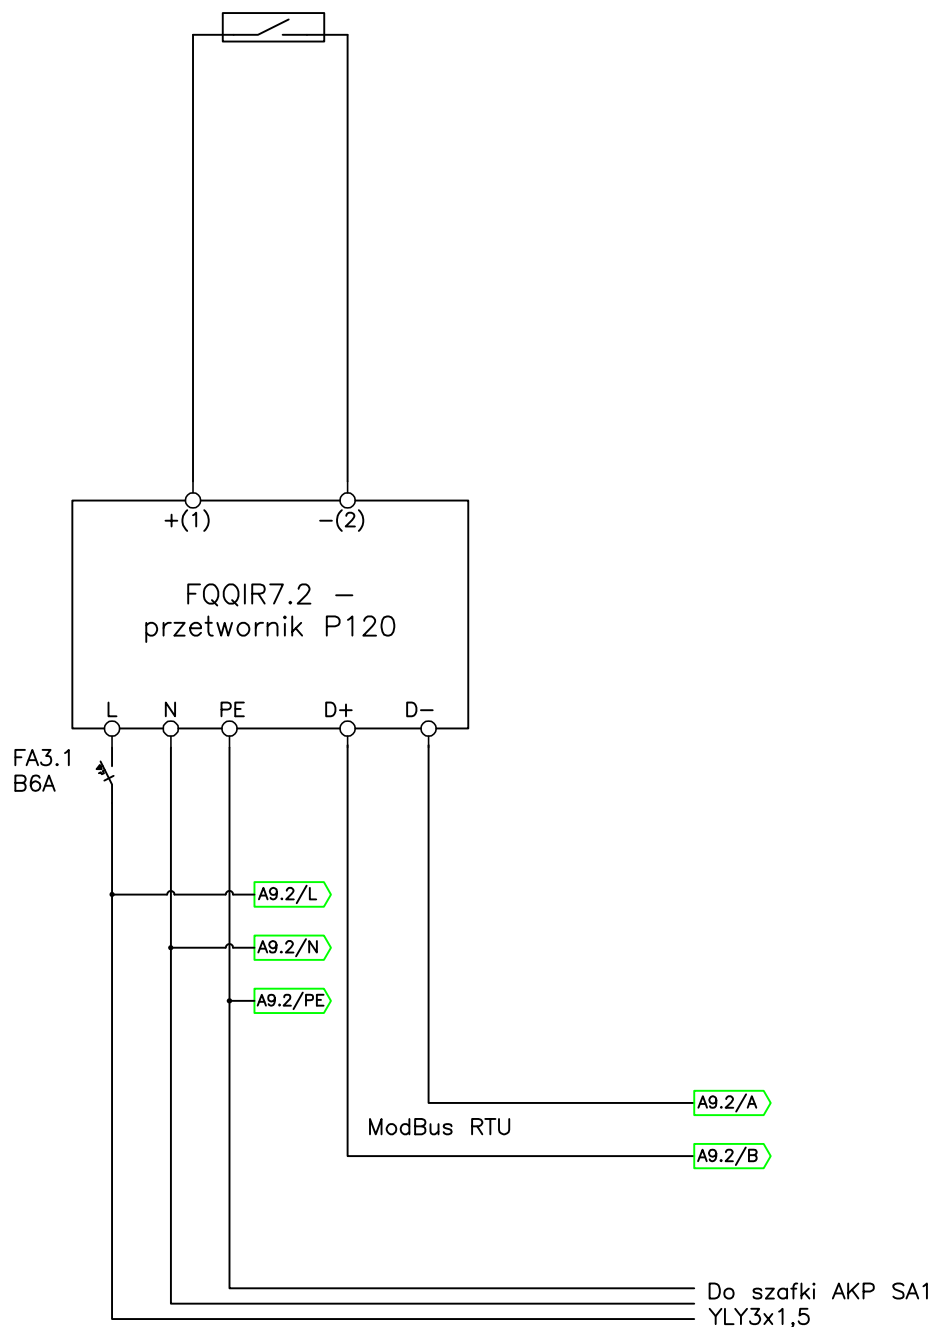 +(1)
-(2)
FQQIR7.2 -
przetwornik P120
L
N
PE
D+
D-
FA3.1
B6A
A9.2/L
A9.2/N
A9.2/PE
A9.2/A
ModBus RTU
A9.2/B
Do szafki AKP SA1
YLY3x1,5